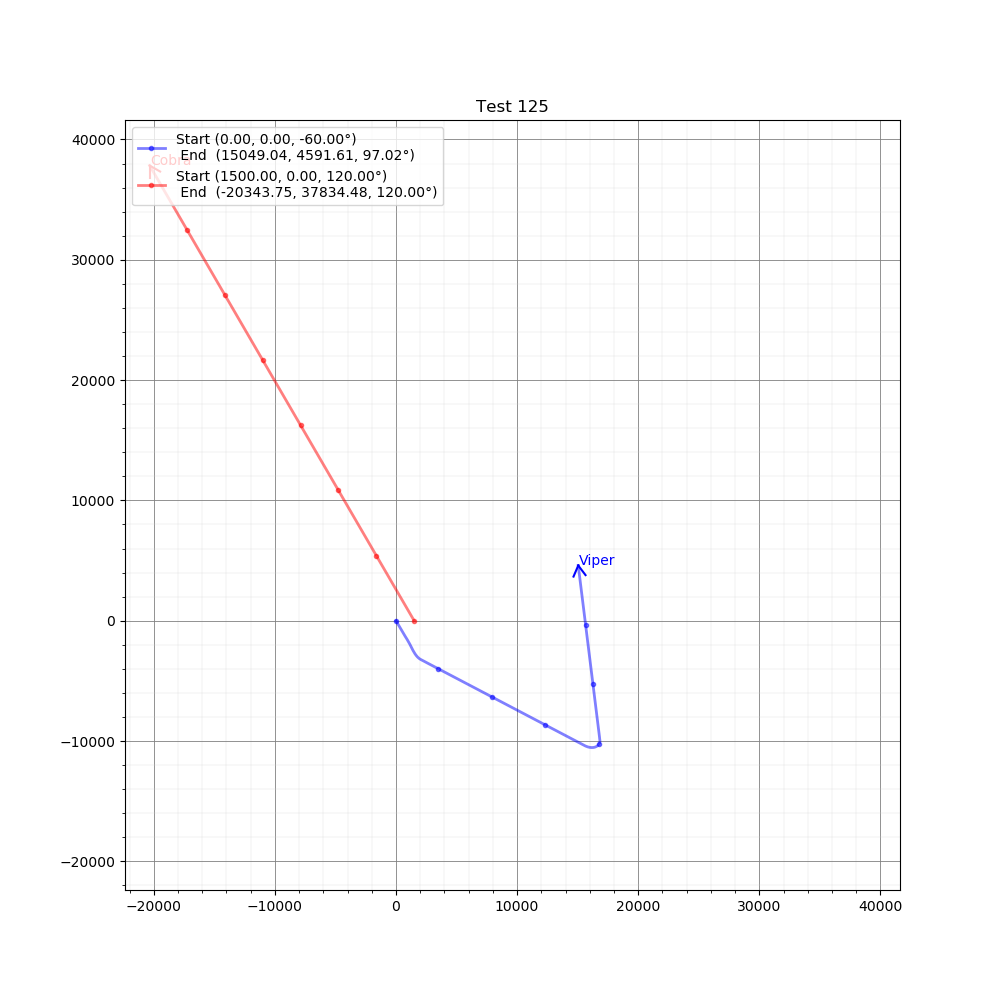 Test 125
Start (0.00, 0.00, -60.00°)
End (15049.04, 4591.61, 97.02°)
Start (1500.00, 0.00, 120.00°)
End (-20343.75, 37834.48, 120.00°)
Cobra
Viper
40000
30000
20000
10000
0
−10000
−20000
−20000 −10000 0 10000 20000 30000 40000